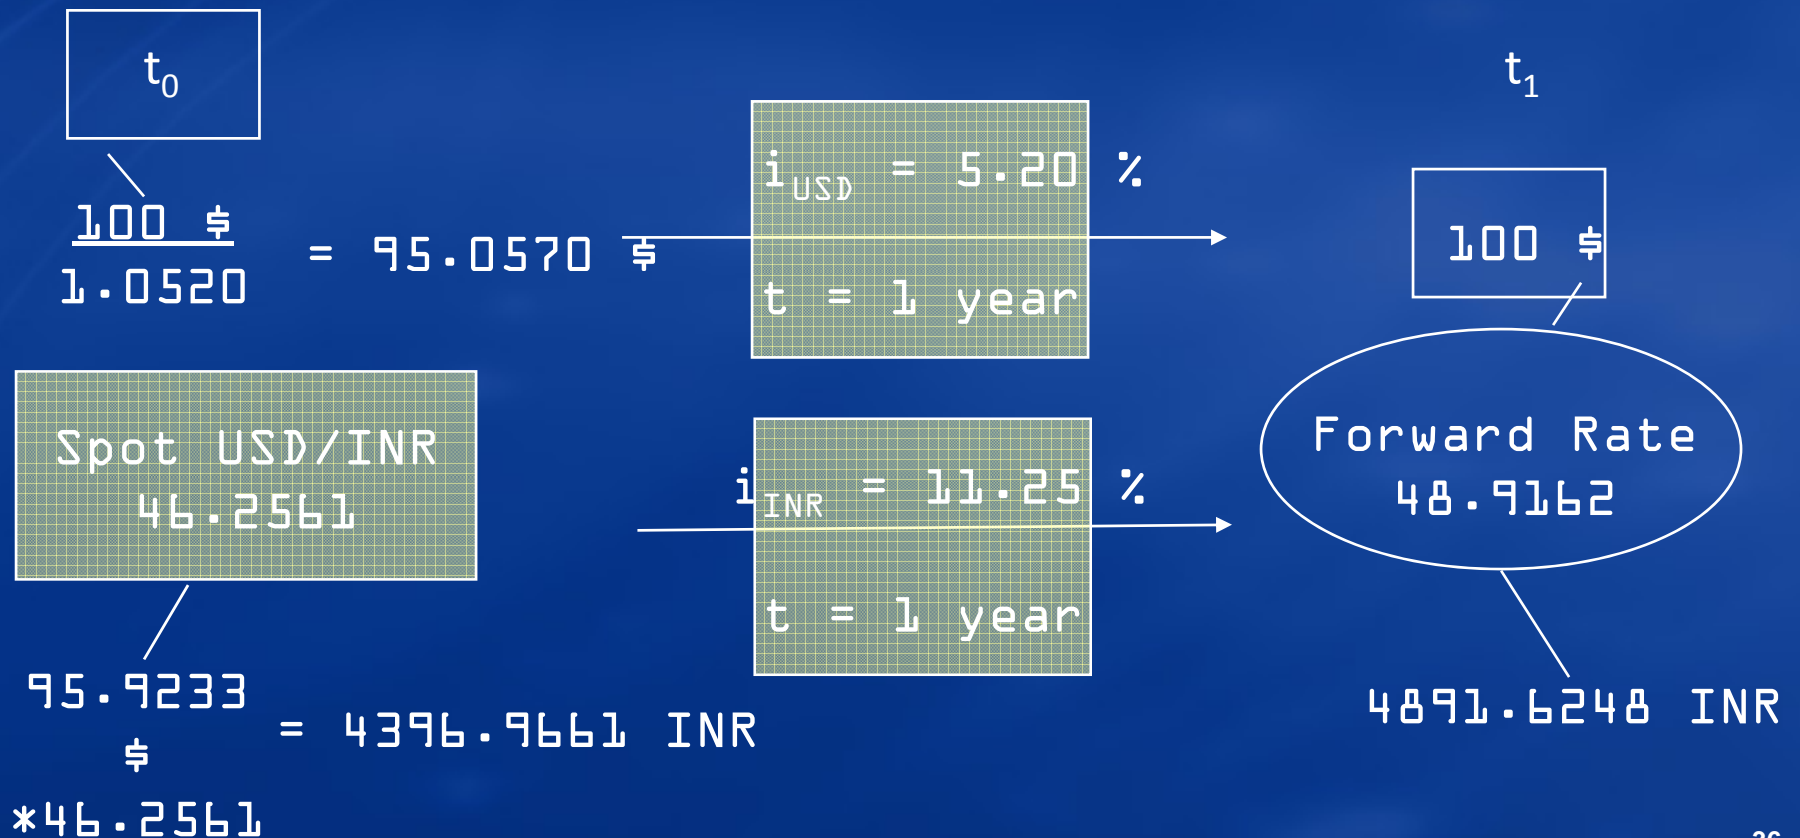 t0
t1
iUSD = 5.20 %
100 $
1.0520
= 95.0570 $
100 $
t = 1 year
Spot USD/INR
46.2561
iINR = 11.25 %
t = 1 year
Forward Rate
48.9162
95.9233
$
*46.2561
= 4396.9661 INR
4891.6248 INR